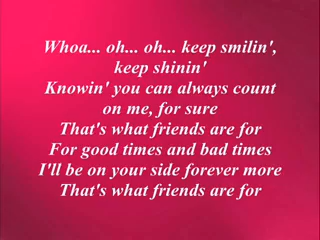 Whoa... oh... oh... keep smilin',
keep shinin'
Knowin' you can always count
on me, for sure
That's what friends are for
For good times and bad times
I'll be on your side forever more
That's what friends are for